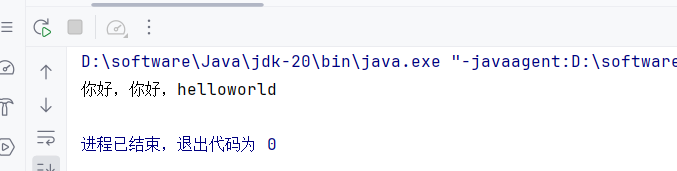 D:\software\Java\jdk-20\bin\java.exe "-javaagent:D:\software
你好，你好，helloworld
进程已结束，退出代码为 0